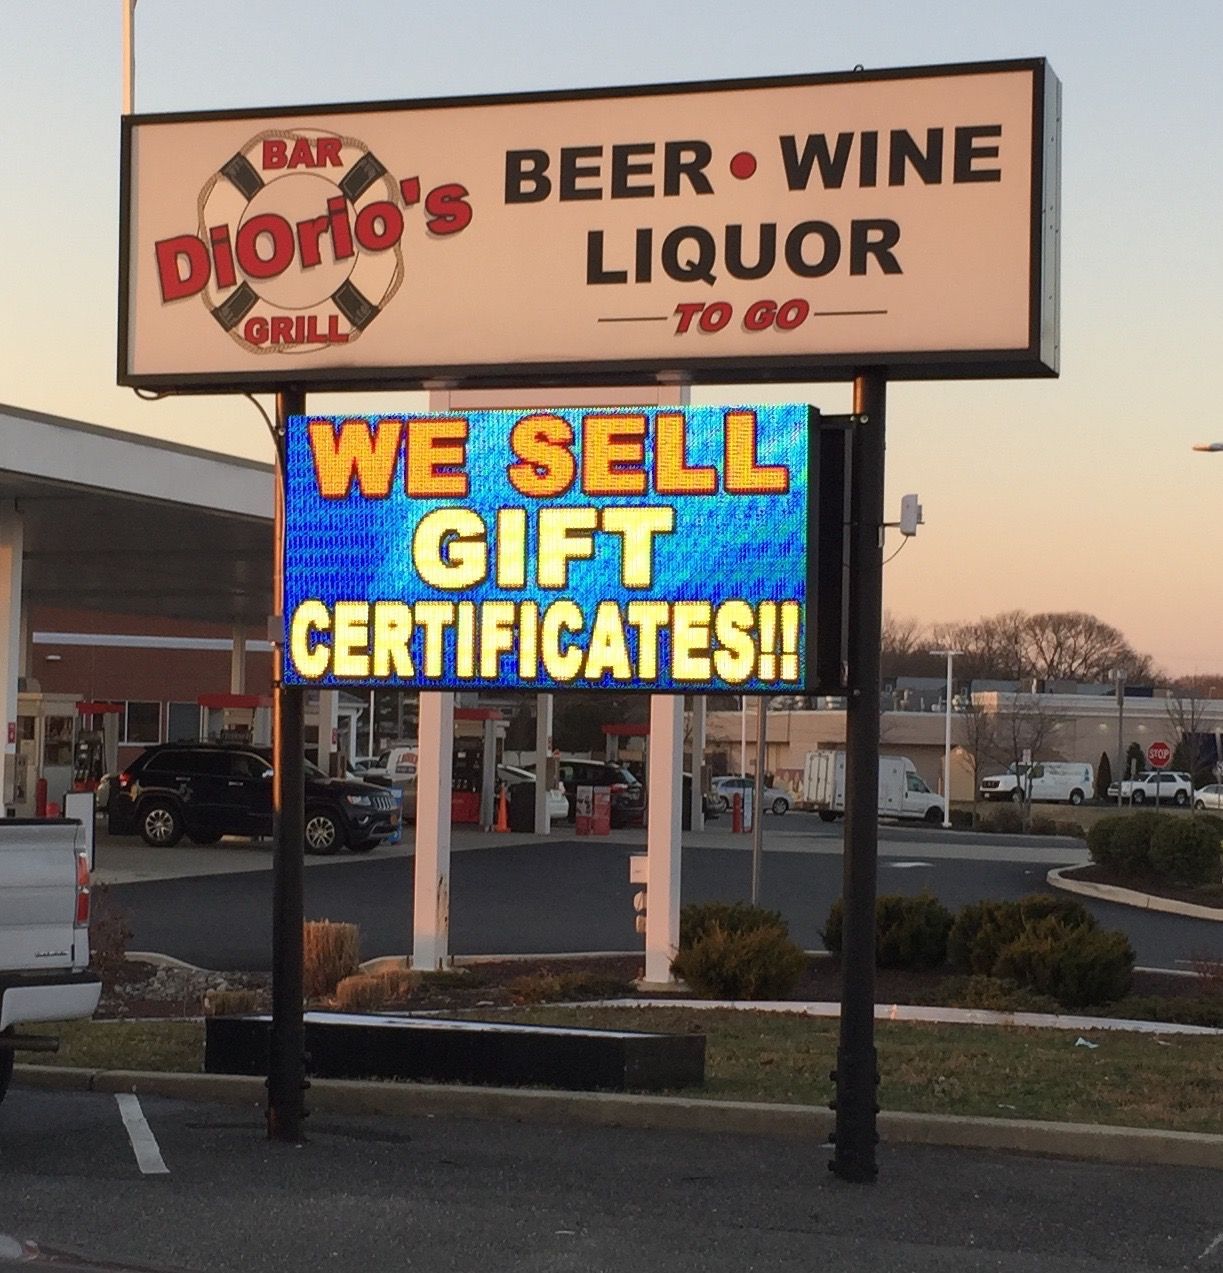 BAR
DiOrio's
GRILL
BEER • WINE
LIQUOR
TO GO
WE SELL
GIFT
CERTIFICATES!!
STOP